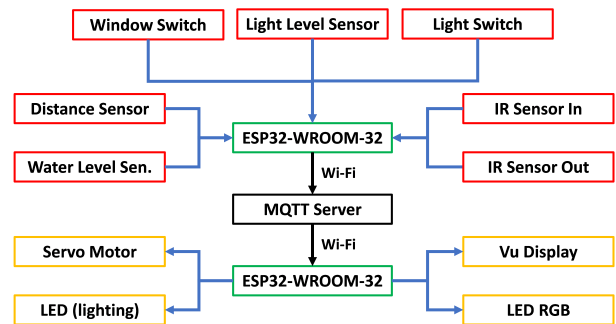 Window Switch
Light Level Sensor
Light Switch
Distance Sensor
IR Sensor In
ESP32-WROOM-32
Water Level Sen.
IR Sensor Out
Wi-Fi
MQTT Server
Wi-Fi
Servo Motor
Vu Display
ESP32-WROOM-32
LED (lighting)
LED RGB